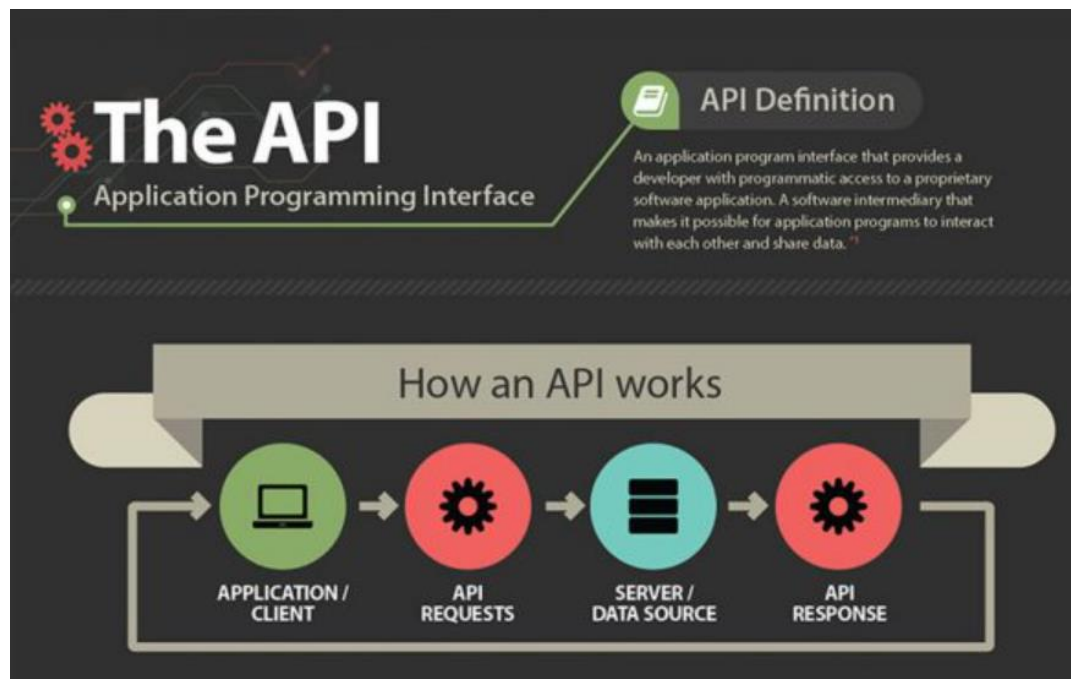 The API
Application Programming Interface
API Definition
An application program interface that provides a
developer with programmatic access to a proprietary
software application. A software intermediary that
makes it possible for application programs to interact
with each other and share data. *1
How an API works
APPLICATION /
CLIENT
API
REQUESTS
SERVER /
DATA SOURCE
API
RESPONSE